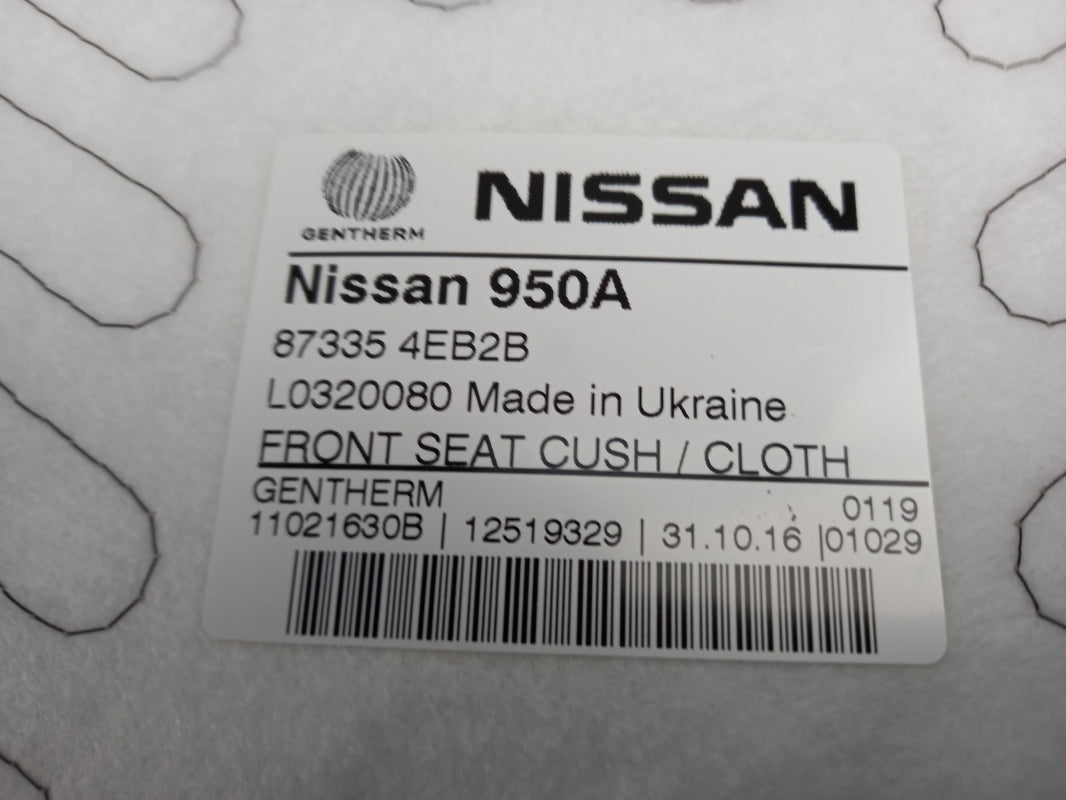 GENTHERM
NISSAN
Nissan 950A
87335 4EB2B
L0320080 Made in Ukraine
FRONT SEAT CUSH / CLOTH
GENTHERM 0119
11021630B | 12519329 | 31.10.16 |01029